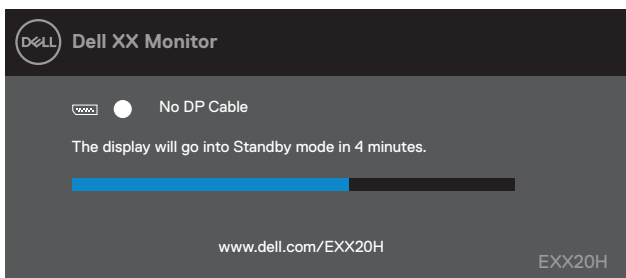 DELL Dell XX Monitor
No DP Cable
The display will go into Standby mode in 4 minutes.
www.dell.com/EXX20H
EXX20H